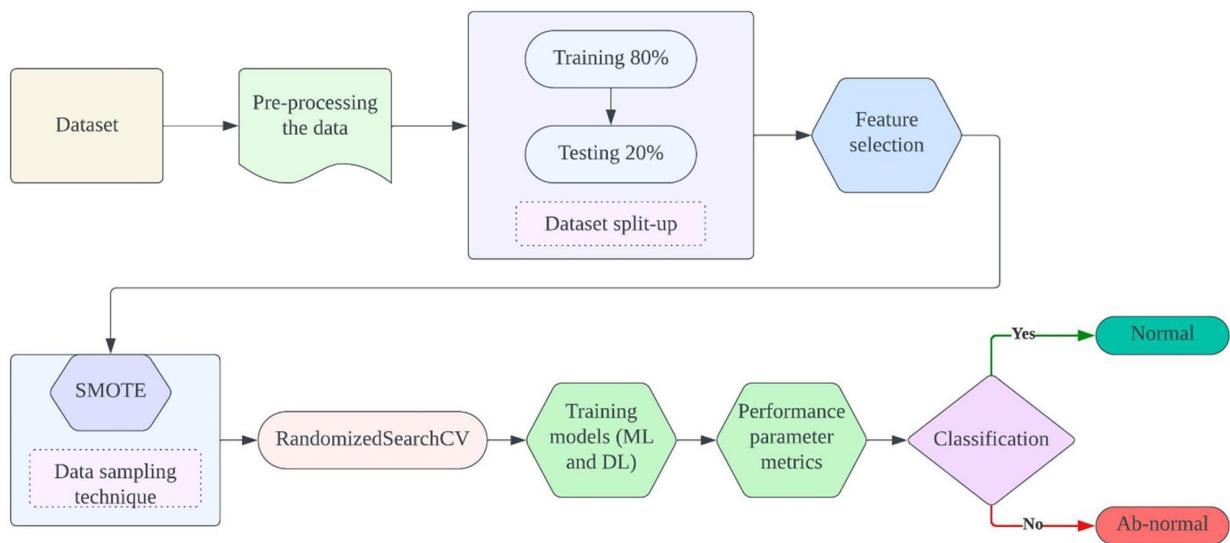 Dataset
Pre-processing
the data
Training 80%
Testing 20%
Dataset split-up
Feature
selection
SMOTE
Data sampling
technique
RandomizedSearchCV
Training
models (ML
and DL)
Performance
parameter
metrics
Classification
Yes
Normal
No
Ab-normal